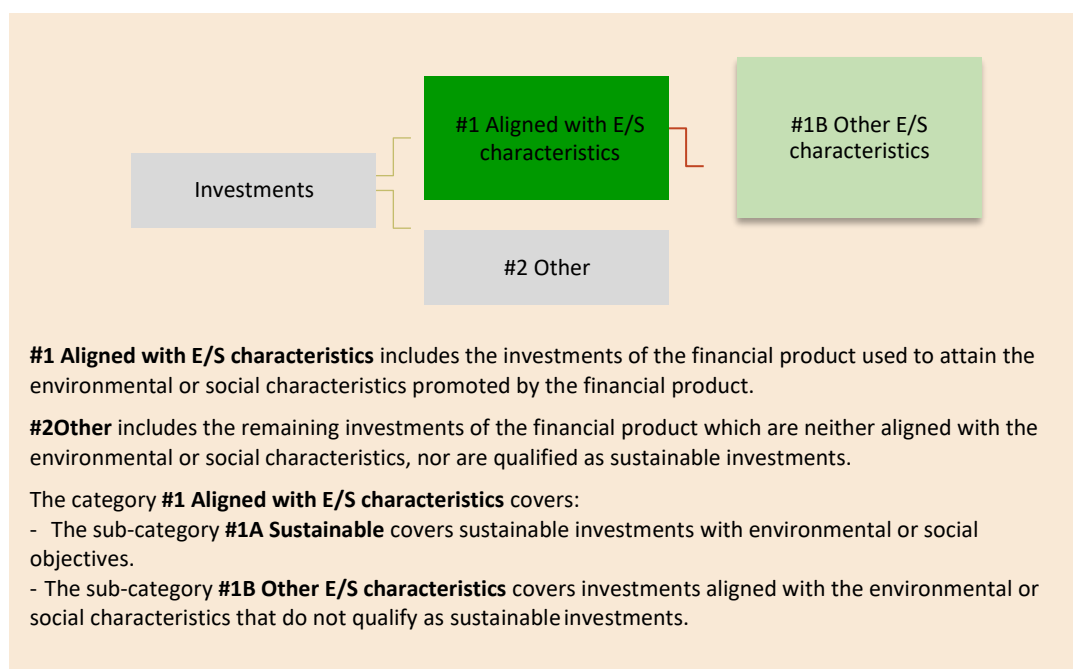 #1 Aligned with E/S
characteristics
#1B Other E/S
characteristics
Investments
#2 Other
#1 Aligned with E/S characteristics includes the investments of the financial product used to attain the
environmental or social characteristics promoted by the financial product.
#2Other includes the remaining investments of the financial product which are neither aligned with the
environmental or social characteristics, nor are qualified as sustainable investments.
The category #1 Aligned with E/S characteristics covers:
- The sub-category #1A Sustainable covers sustainable investments with environmental or social
objectives.
- The sub-category #1B Other E/S characteristics covers investments aligned with the environmental or
social characteristics that do not qualify as sustainable investments.